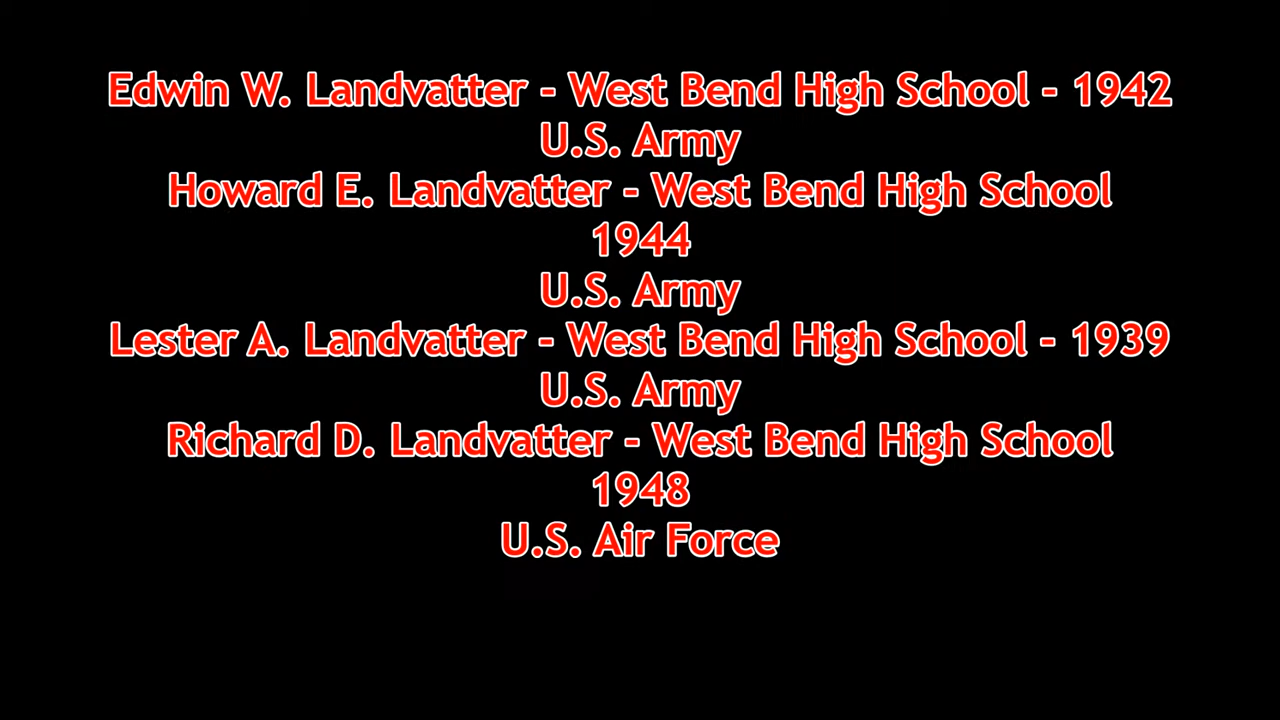 Edwin W. Landvatter - West Bend High School - 1942
U.S. Army
Howard E. Landvatter - West Bend High School
1944
U.S. Army
Lester A. Landvatter - West Bend High School - 1939
U.S. Army
Richard D. Landvatter - West Bend High School
1948
U.S. Air Force